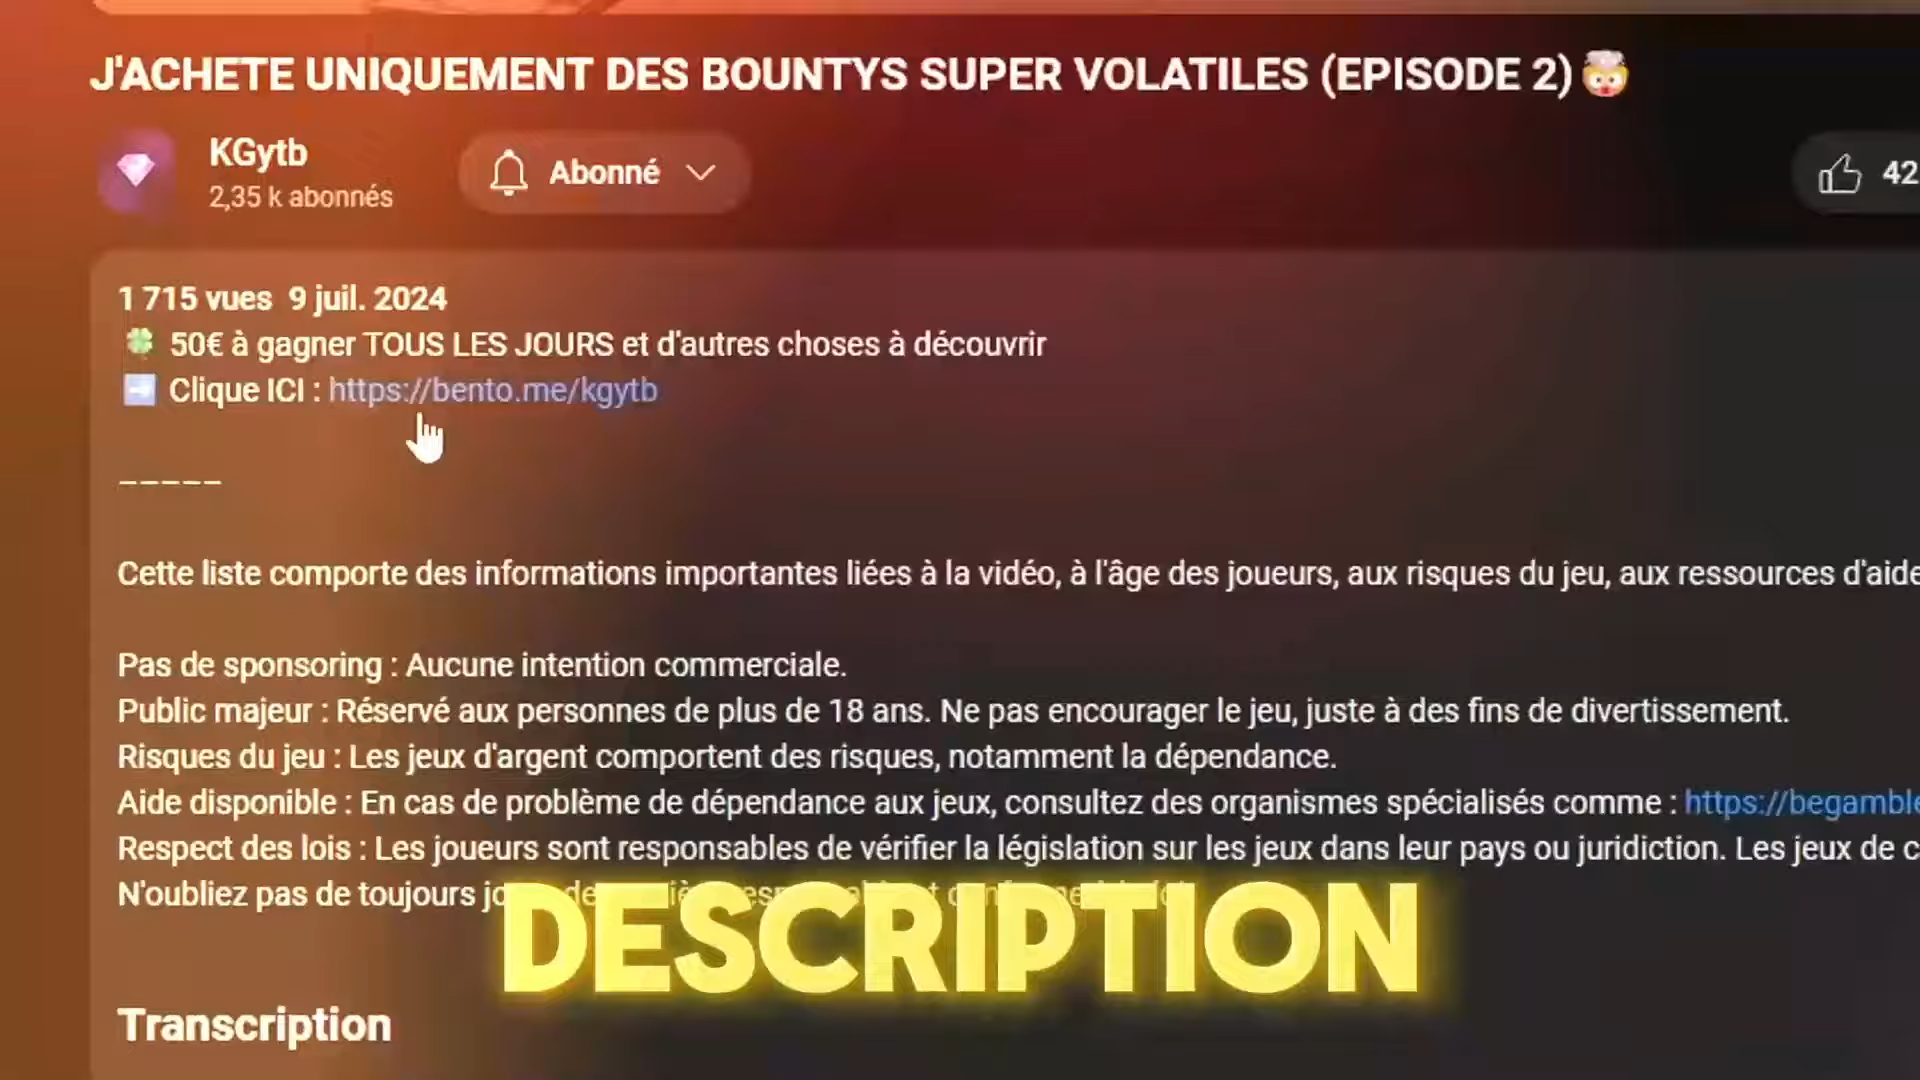 J'ACHETE UNIQUEMENT DES BOUNTYS SUPER VOLATILES (EPISODE 2) 🤯
KGytb
2,35 k abonnés
Abonné
42
1 715 vues 9 juil. 2024
🍀 50€ à gagner TOUS LES JOURS et d'autres choses à découvrir
➡️ Clique ICI : https://bento.me/kgytb
_____
Cette liste comporte des informations importantes liées à la vidéo, à l'âge des joueurs, aux risques du jeu, aux ressources d'aide
Pas de sponsoring : Aucune intention commerciale.
Public majeur : Réservé aux personnes de plus de 18 ans. Ne pas encourager le jeu, juste à des fins de divertissement.
Risques du jeu : Les jeux d'argent comportent des risques, notamment la dépendance.
Aide disponible : En cas de problème de dépendance aux jeux, consultez des organismes spécialisés comme : https://begamble
Respect des lois : Les joueurs sont responsables de vérifier la législation sur les jeux dans leur pays ou juridiction. Les jeux de c
N'oubliez pas de toujours
DESCRIPTION
Transcription